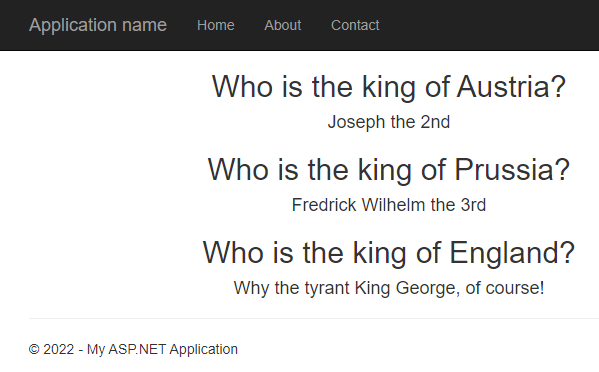 Application name Home About Contact
Who is the king of Austria?
Joseph the 2nd
Who is the king of Prussia?
Fredrick Wilhelm the 3rd
Who is the king of England?
Why the tyrant King George, of course!
© 2022 - My ASP.NET Application